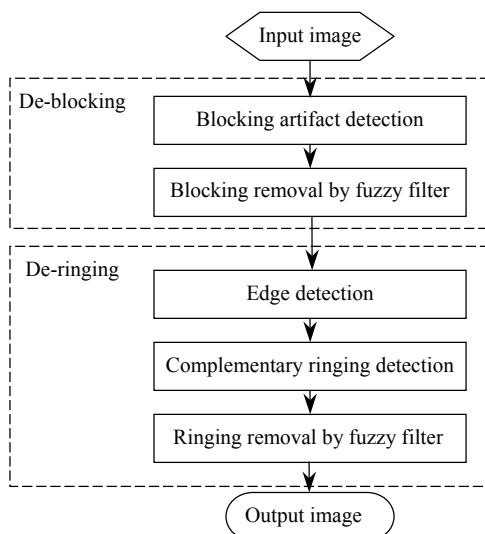 Input image
De-blocking
Blocking artifact detection
Blocking removal by fuzzy filter
De-ringing
Edge detection
Complementary ringing detection
Ringing removal by fuzzy filter
Output image